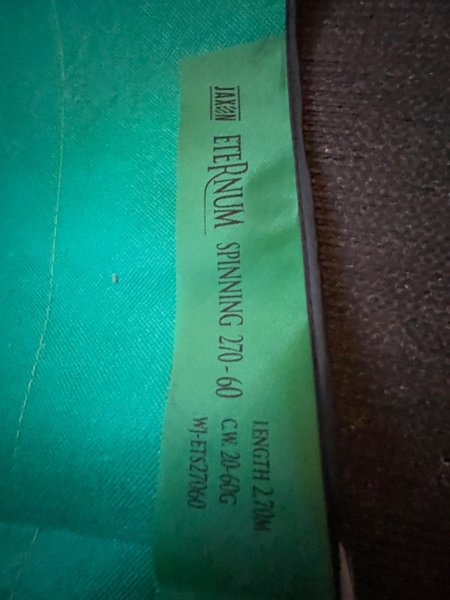 JAXON
ETERNUM SPINNING 270-60
LENGTH 2.70M
C.W. 20-60G
WJ-ETS27060